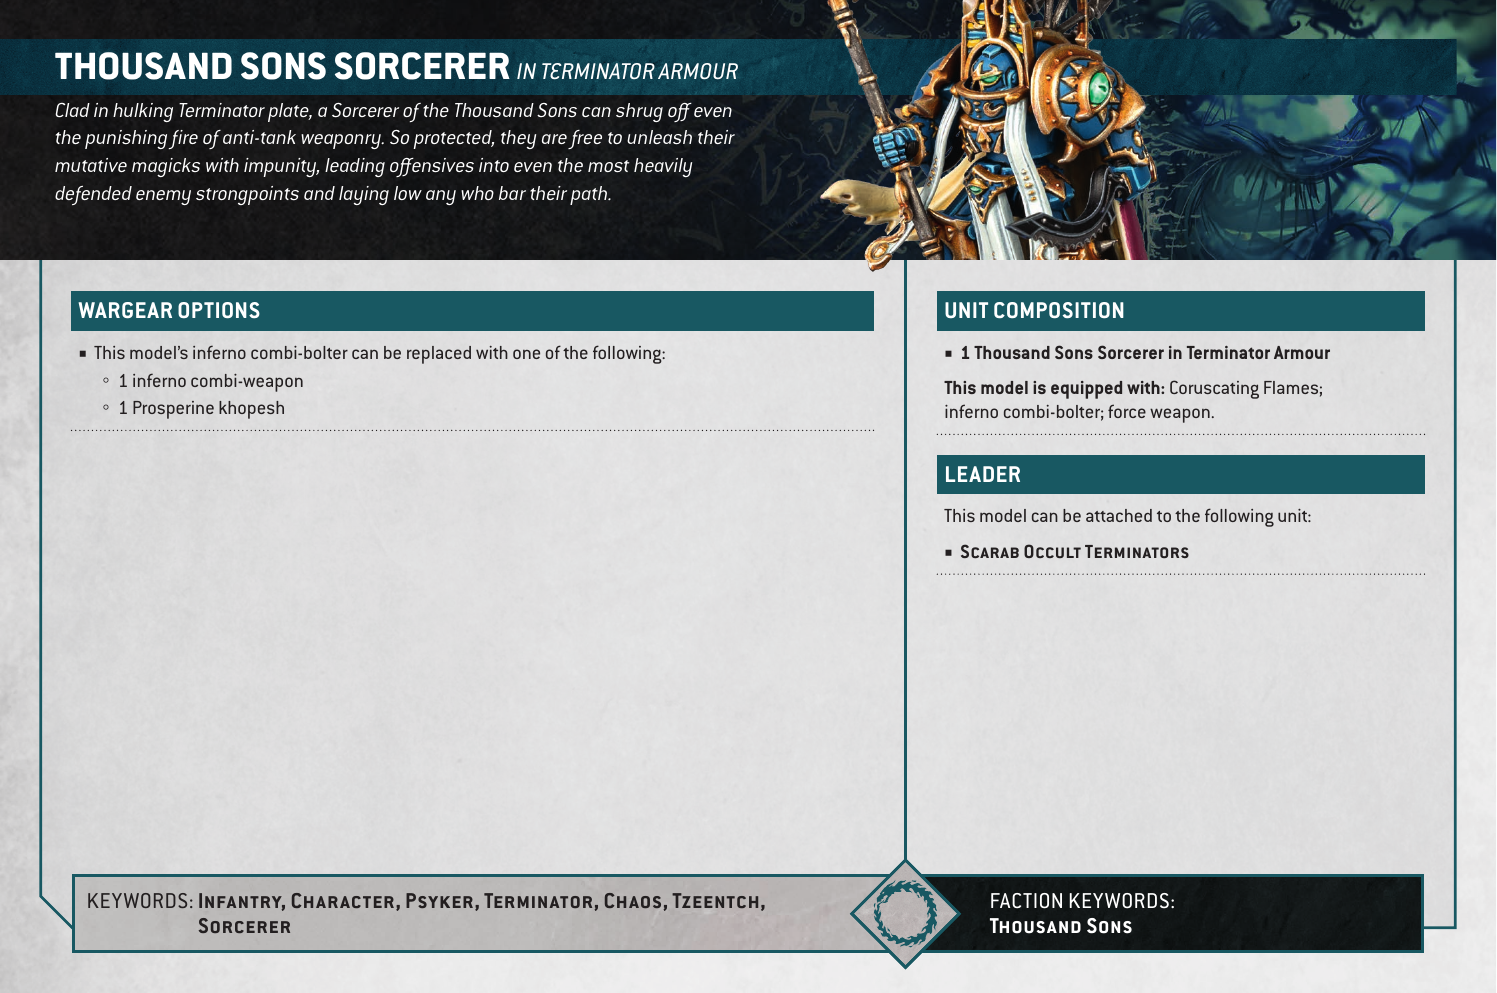 THOUSAND SONS SORCERER IN TERMINATOR ARMOUR
Clad in hulking Terminator plate, a Sorcerer of the Thousand Sons can shrug off even
the punishing fire of anti-tank weaponry. So protected, they are free to unleash their
mutative magicks with impunity, leading offensives into even the most heavily
defended enemy strongpoints and laying low any who bar their path.
WARGEAR OPTIONS
■ This model’s inferno combi-bolter can be replaced with one of the following:
◦ 1 inferno combi-weapon
◦ 1 Prosperine khopesh
UNIT COMPOSITION
■ 1 Thousand Sons Sorcerer in Terminator Armour
This model is equipped with: Coruscating Flames;
inferno combi-bolter; force weapon.
LEADER
This model can be attached to the following unit:
■ Scarab Occult Terminators
KEYWORDS: Infantry, Character, Psyker, Terminator, Chaos, Tzeentch,
Sorcerer
FACTION KEYWORDS:
Thousand Sons